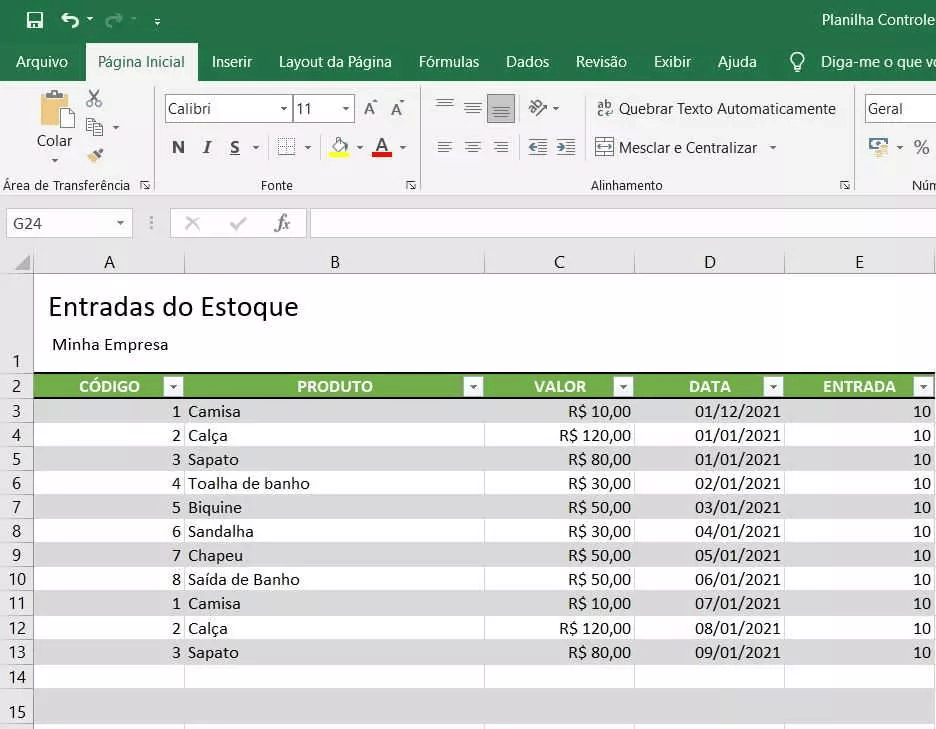 Planilha Controle
Arquivo Página Inicial Inserir Layout da Página Fórmulas Dados Revisão Exibir Ajuda Diga-me o que vo
Calibri 11 A A ab Quebrar Texto Automaticamente Geral
Colar N I S A Mesclar e Centralizar %
Área de Transferência Fonte Alinhamento Núm
G24 fx
A B C D E
Entradas do Estoque
Minha Empresa
1
2 CÓDIGO PRODUTO VALOR DATA ENTRADA
3 1 Camisa R$ 10,00 01/12/2021 10
4 2 Calça R$ 120,00 01/01/2021 10
5 3 Sapato R$ 80,00 01/01/2021 10
6 4 Toalha de banho R$ 30,00 02/01/2021 10
7 5 Biquine R$ 50,00 03/01/2021 10
8 6 Sandalha R$ 30,00 04/01/2021 10
9 7 Chapeu R$ 50,00 05/01/2021 10
10 8 Saída de Banho R$ 50,00 06/01/2021 10
11 1 Camisa R$ 10,00 07/01/2021 10
12 2 Calça R$ 120,00 08/01/2021 10
13 3 Sapato R$ 80,00 09/01/2021 10
14
15